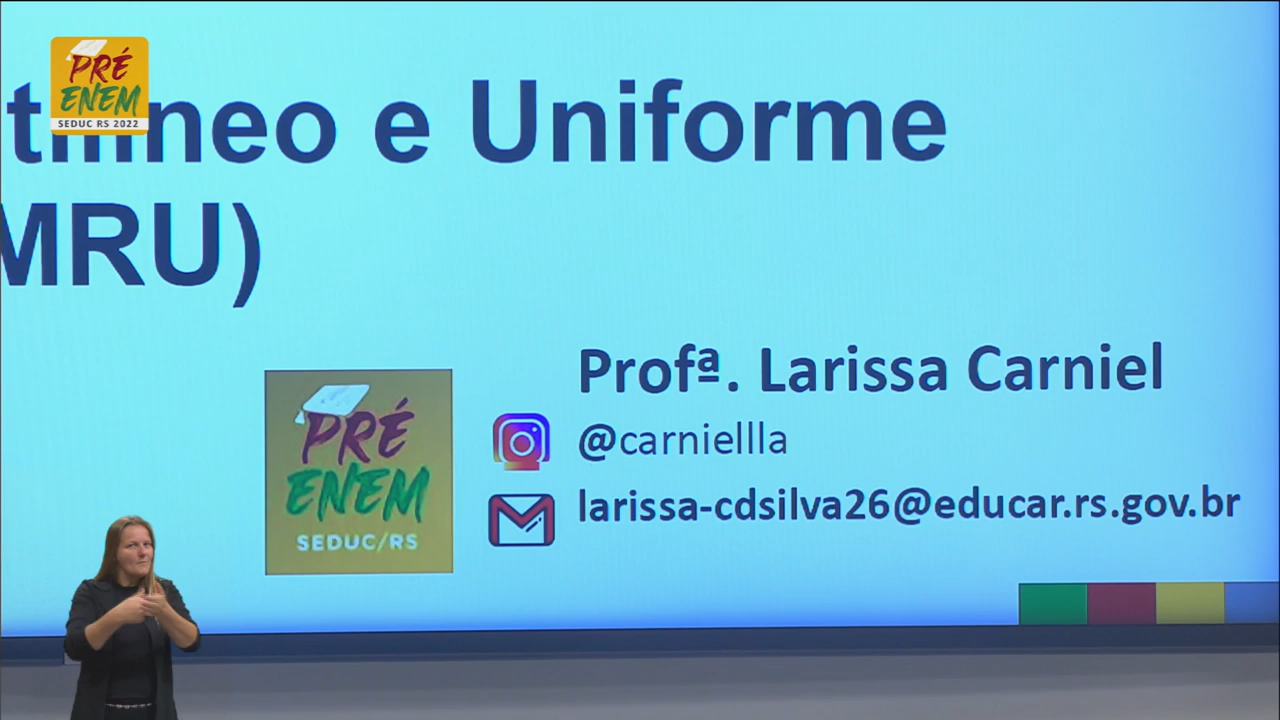 PRÉ
ENEM
SEDUC RS 2022
e Uniforme
MRU)
Profª. Larissa Carniel
@carniellla
larissa-cdsilva26@educar.rs.gov.br
PRÉ
ENEM
SEDUC/RS